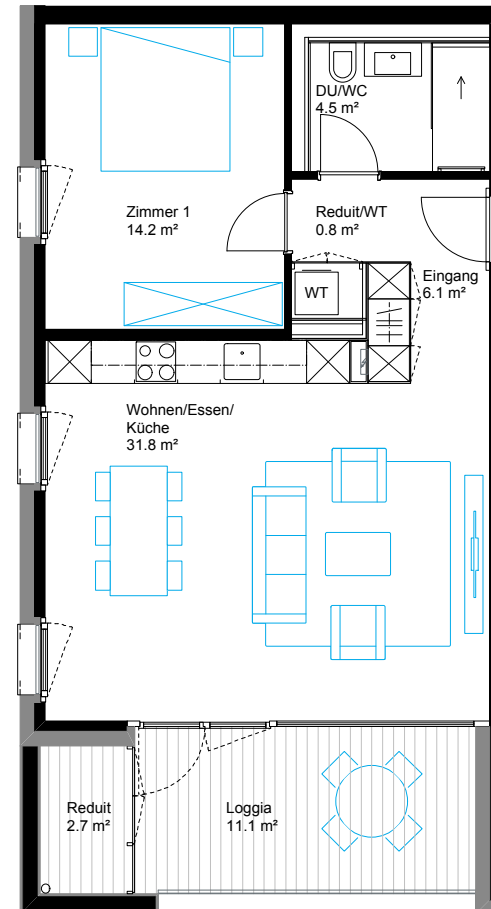 DU/WC
4.5 m²
Zimmer 1
14.2 m²
Reduit/WT
0.8 m²
Eingang
6.1 m²
WT
Wohnen/Essen/
Küche
31.8 m²
Reduit
2.7 m²
Loggia
11.1 m²